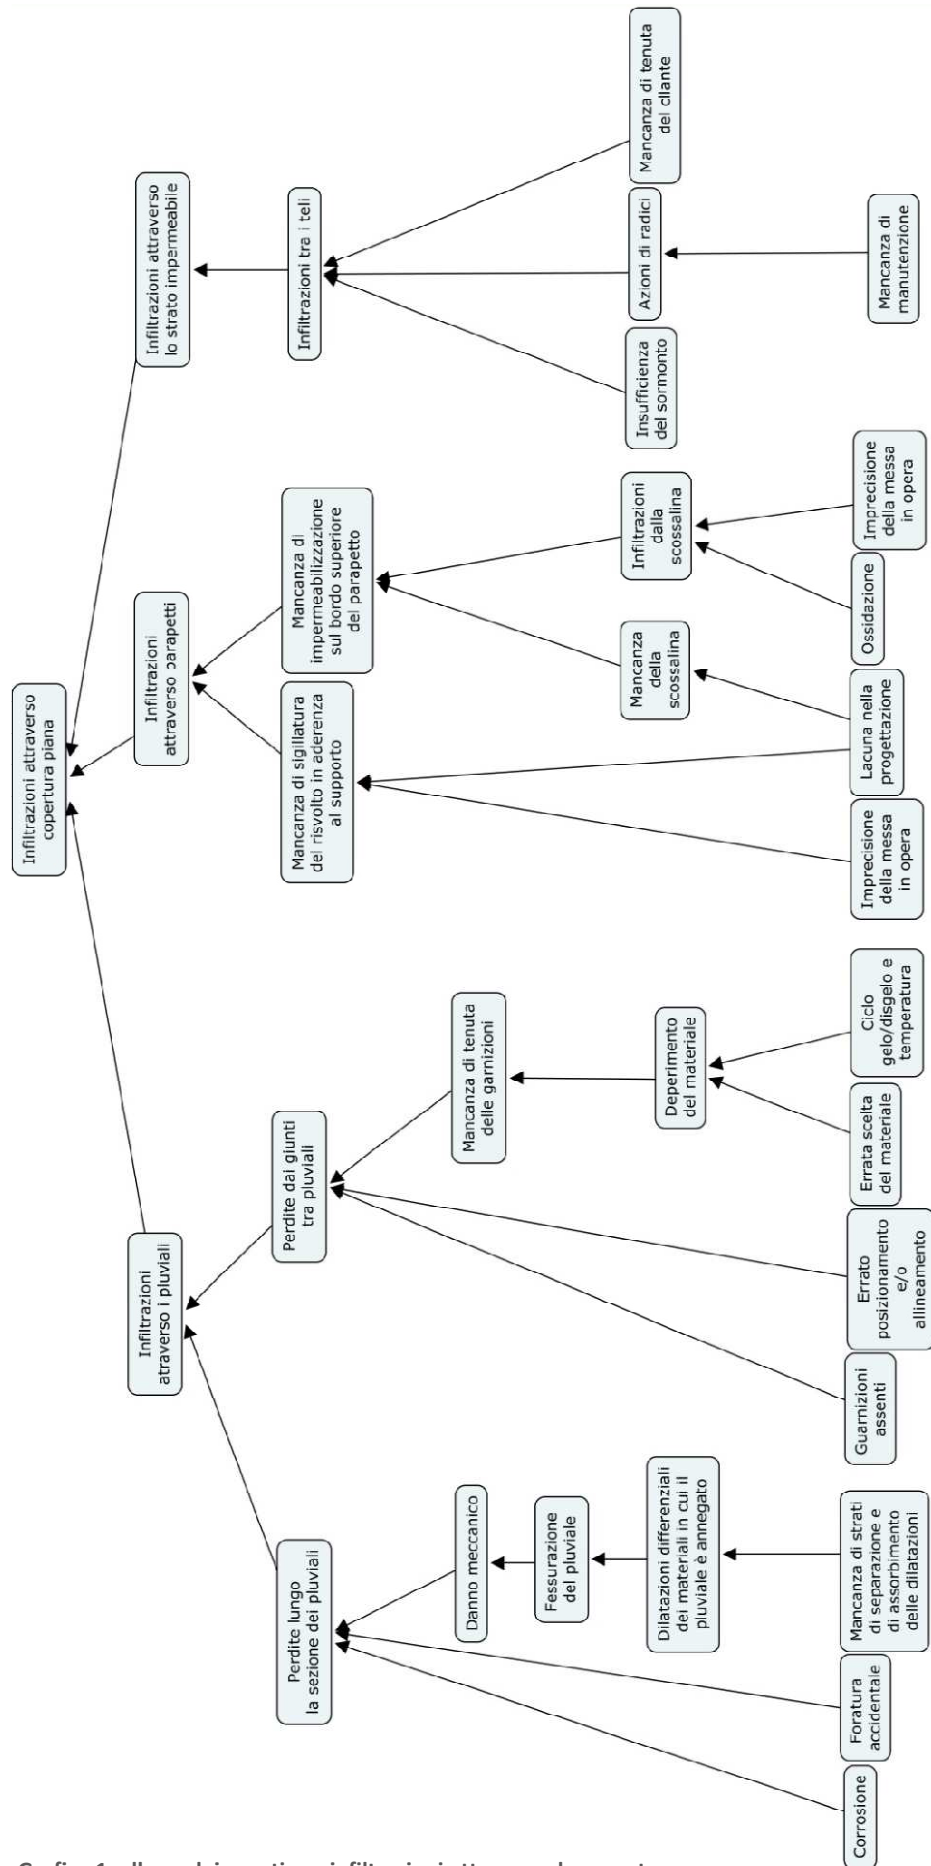 Infiltrazioni attraverso
copertura piana
Infiltrazioni
atraverso i pluviali
Infiltrazioni
attraverso parapetti
Infiltrazioni attraverso
lo strato impermeabile
Perdite lungo
la sezione dei pluviali
Perdite dai giunti
tra pluviali
Mancanza di sigillatura
del risvolto in aderenza
al supporto
Mancanza di
impermeabilizzazione
sul bordo superiore
del parapetto
Infiltrazioni tra i teli
Danno meccanico
Mancanza di tenuta
delle garnizioni
Fessurazione
del pluviale
Dilatazioni differenziali
dei materiali in cui il
pluviale è annegato
Deperimento
del materiale
Mancanza
della
scossalina
Infiltrazioni
dalla
scossalina
Insufficienza
del sormonto
Azioni di radici
Mancanza di tenuta
del cllante
Corrosione
Foratura
accidentale
Mancanza di strati
di separazione e
di assorbimento
delle dilatazioni
Guarnizioni
assenti
Errato
posizionamento
e/o
allineamento
Errata scelta
del materiale
Ciclo
gelo/disgelo e
temperatura
Imprecisione
della messa
in opera
Lacuna nella
progettazione
Ossidazione
Imprecisione
della messa
in opera
Mancanza di
manutenzione